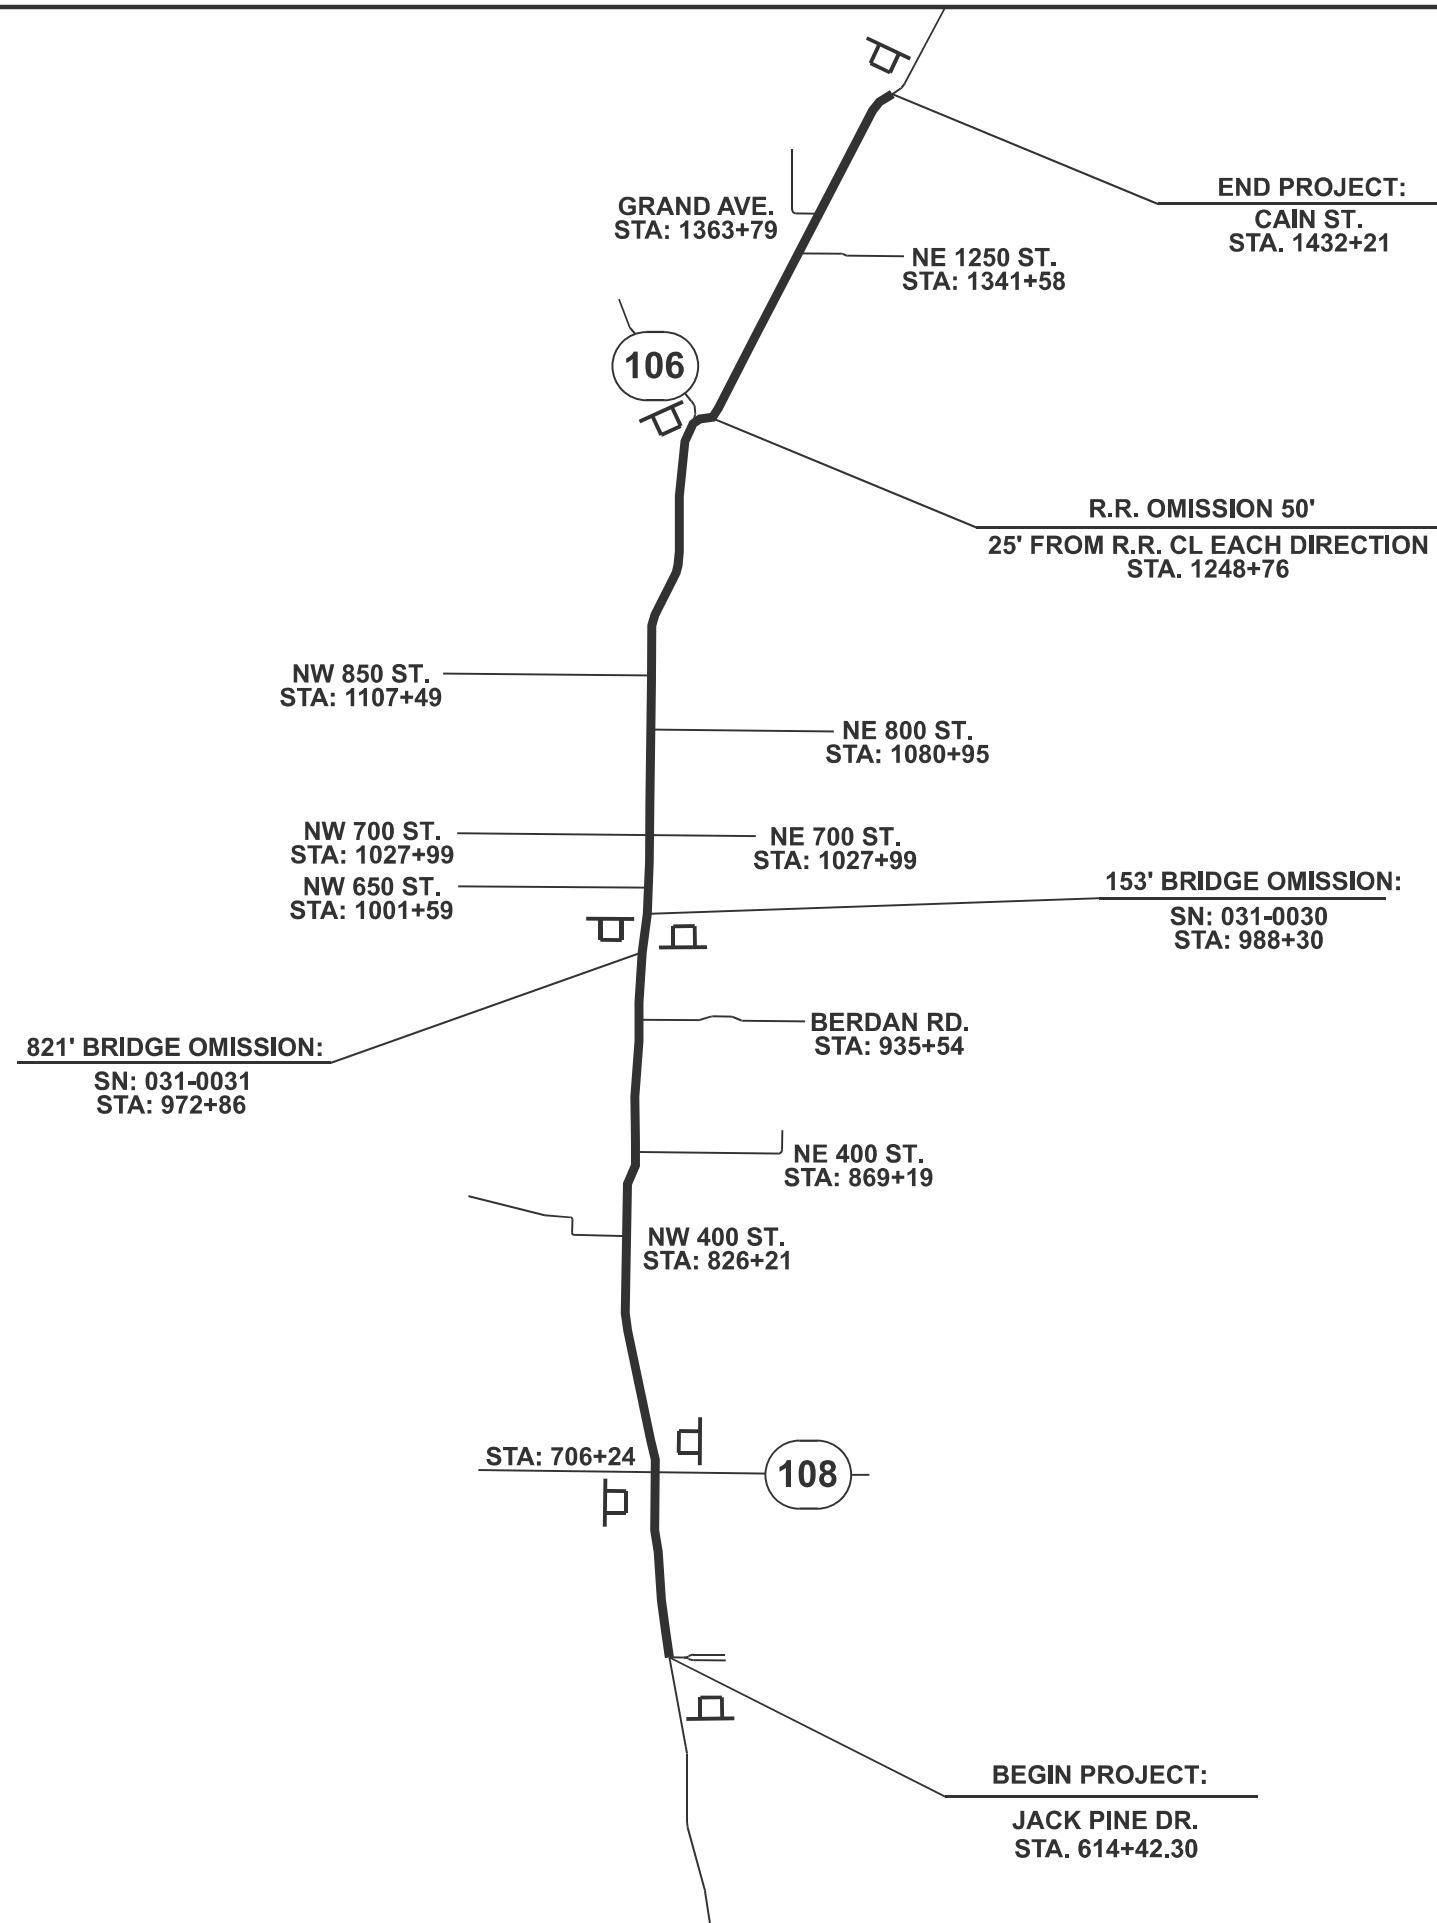 END PROJECT:
CAIN ST.
STA. 1432+21
GRAND AVE.
STA: 1363+79
NE 1250 ST.
STA: 1341+58
106
R.R. OMISSION 50'
25' FROM R.R. CL EACH DIRECTION
STA. 1248+76
NW 850 ST.
STA: 1107+49
NE 800 ST.
STA: 1080+95
NW 700 ST.
STA: 1027+99
NE 700 ST.
STA: 1027+99
NW 650 ST.
STA: 1001+59
153' BRIDGE OMISSION:
SN: 031-0030
STA: 988+30
821' BRIDGE OMISSION:
SN: 031-0031
STA: 972+86
BERDAN RD.
STA: 935+54
NE 400 ST.
STA: 869+19
NW 400 ST.
STA: 826+21
STA: 706+24
108
BEGIN PROJECT:
JACK PINE DR.
STA. 614+42.30